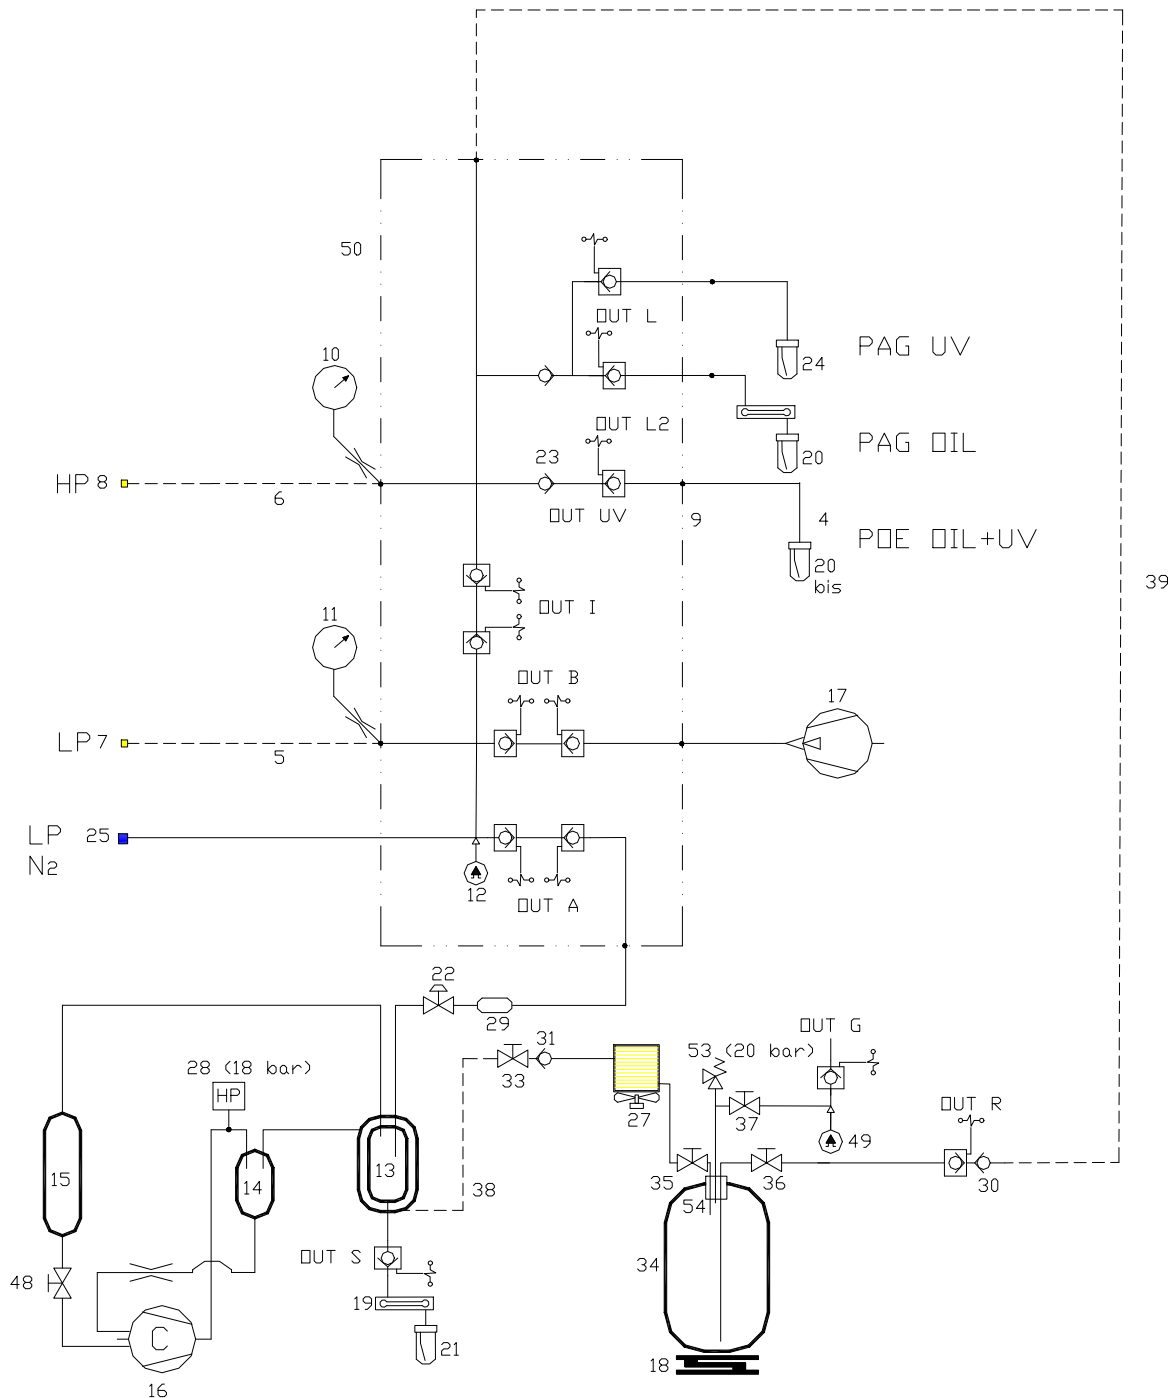 50
OUT L
10
24
PAG UV
OUT L2
20
PAG OIL
23
HP 8
6
OUT UV
9
4
POE OIL+UV
20
bis
39
OUT I
11
OUT B
17
LP 7
5
LP 25
N2
12
OUT A
22
29
31
33
OUT G
53 (20 bar)
28 (18 bar)
HP
27
37
49
OUT R
15
14
13
38
35
36
30
54
OUT S
34
48
19
C
21
18
16